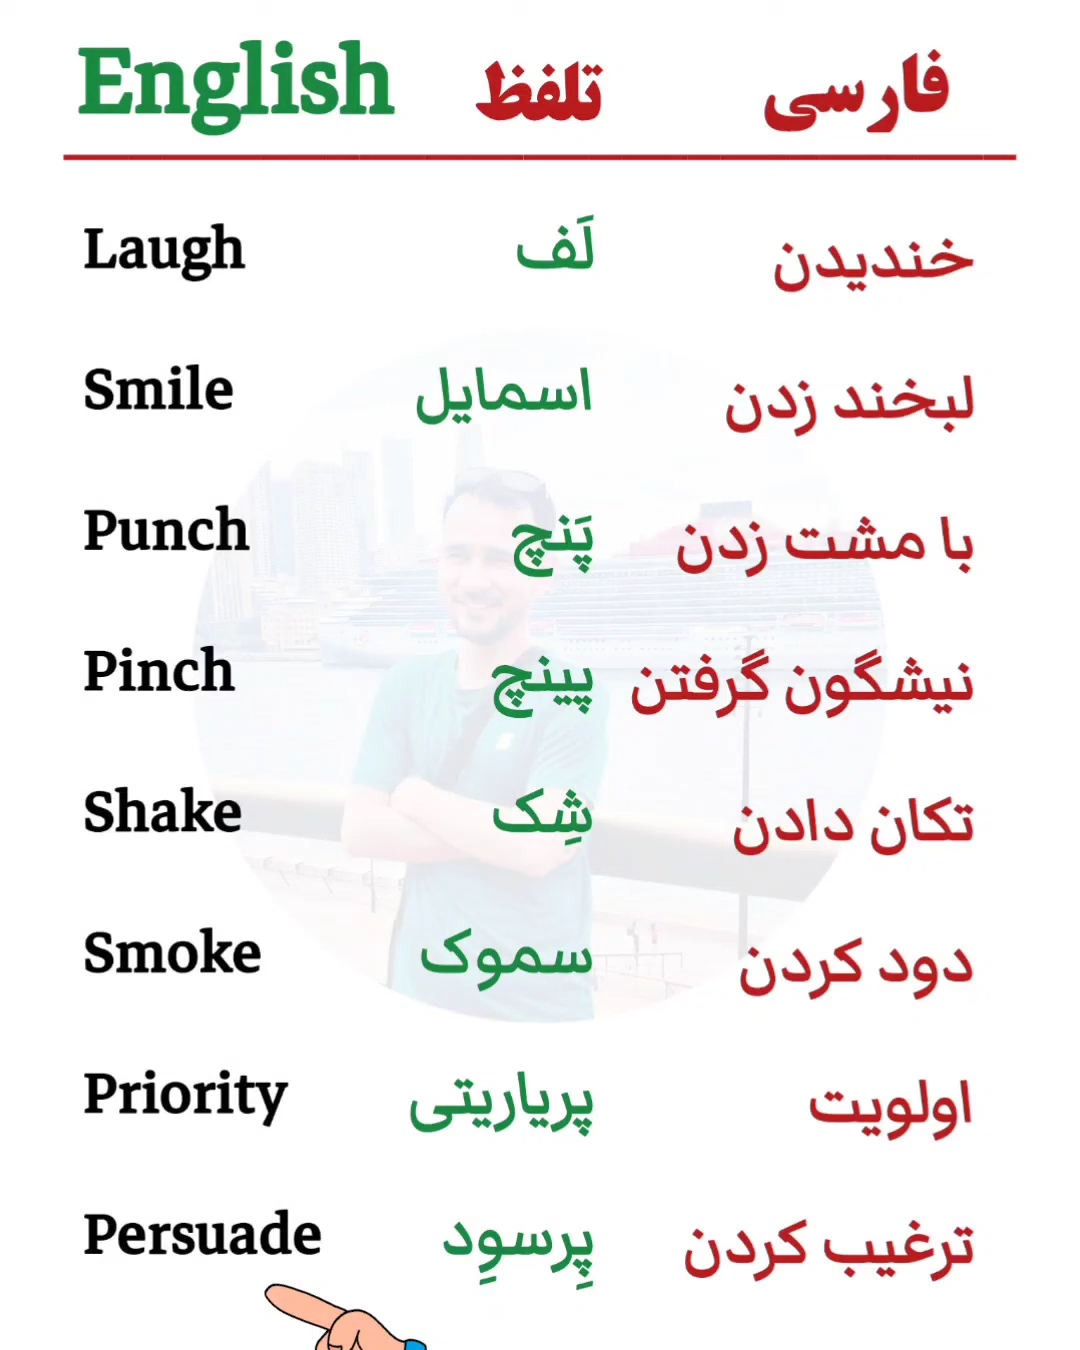 English تلفظ فارسی
Laugh لَف خندیدن
Smile اسمایل لبخند زدن
Punch پَنچ با مشت زدن
Pinch پینچ نیشگون گرفتن
Shake شِک تکان دادن
Smoke سموک دود کردن
Priority پریاریتی اولویت
Persuade پِرسوِد ترغیب کردن